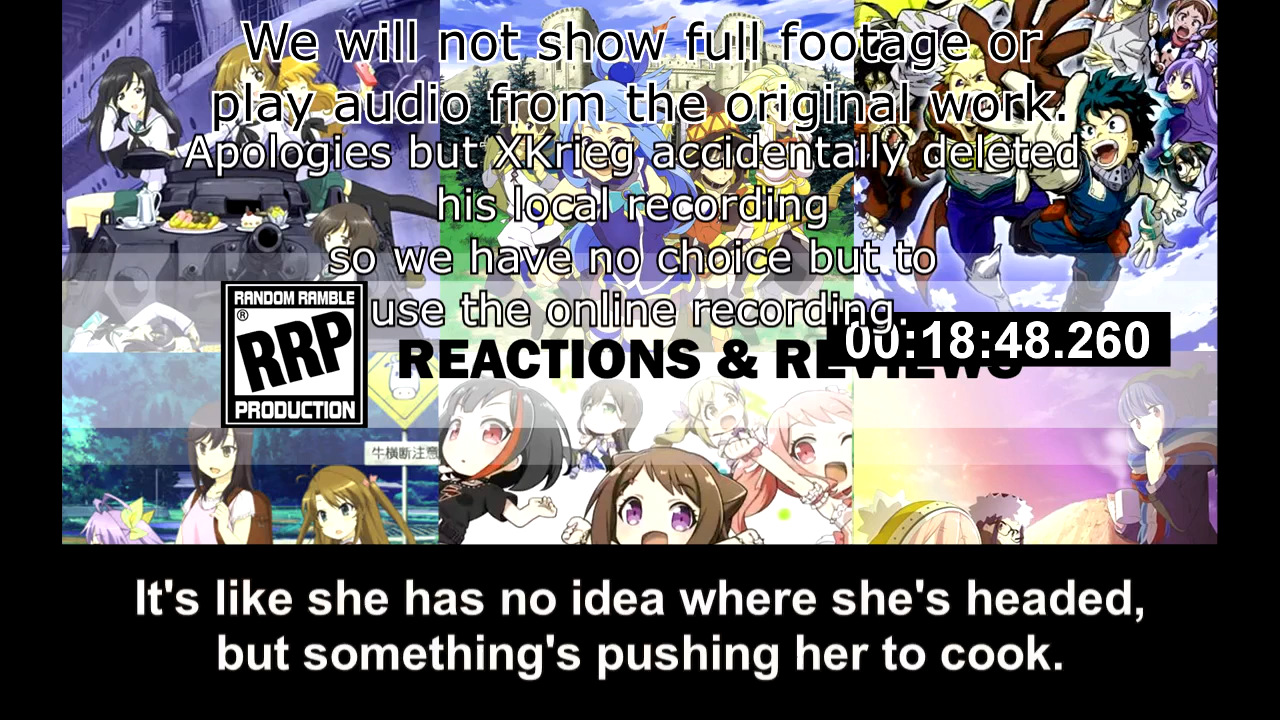 We will not show full footage or
play audio from the original work.
Apologies but XKrieg accidentally deleted
his local recording
so we have no choice but to
use the online recording.
00:18:48.260
RANDOM RAMBLE
®
RRP
PRODUCTION
REACTIONS & REVIEWS
牛横断注意
It's like she has no idea where she's headed,
but something's pushing her to cook.